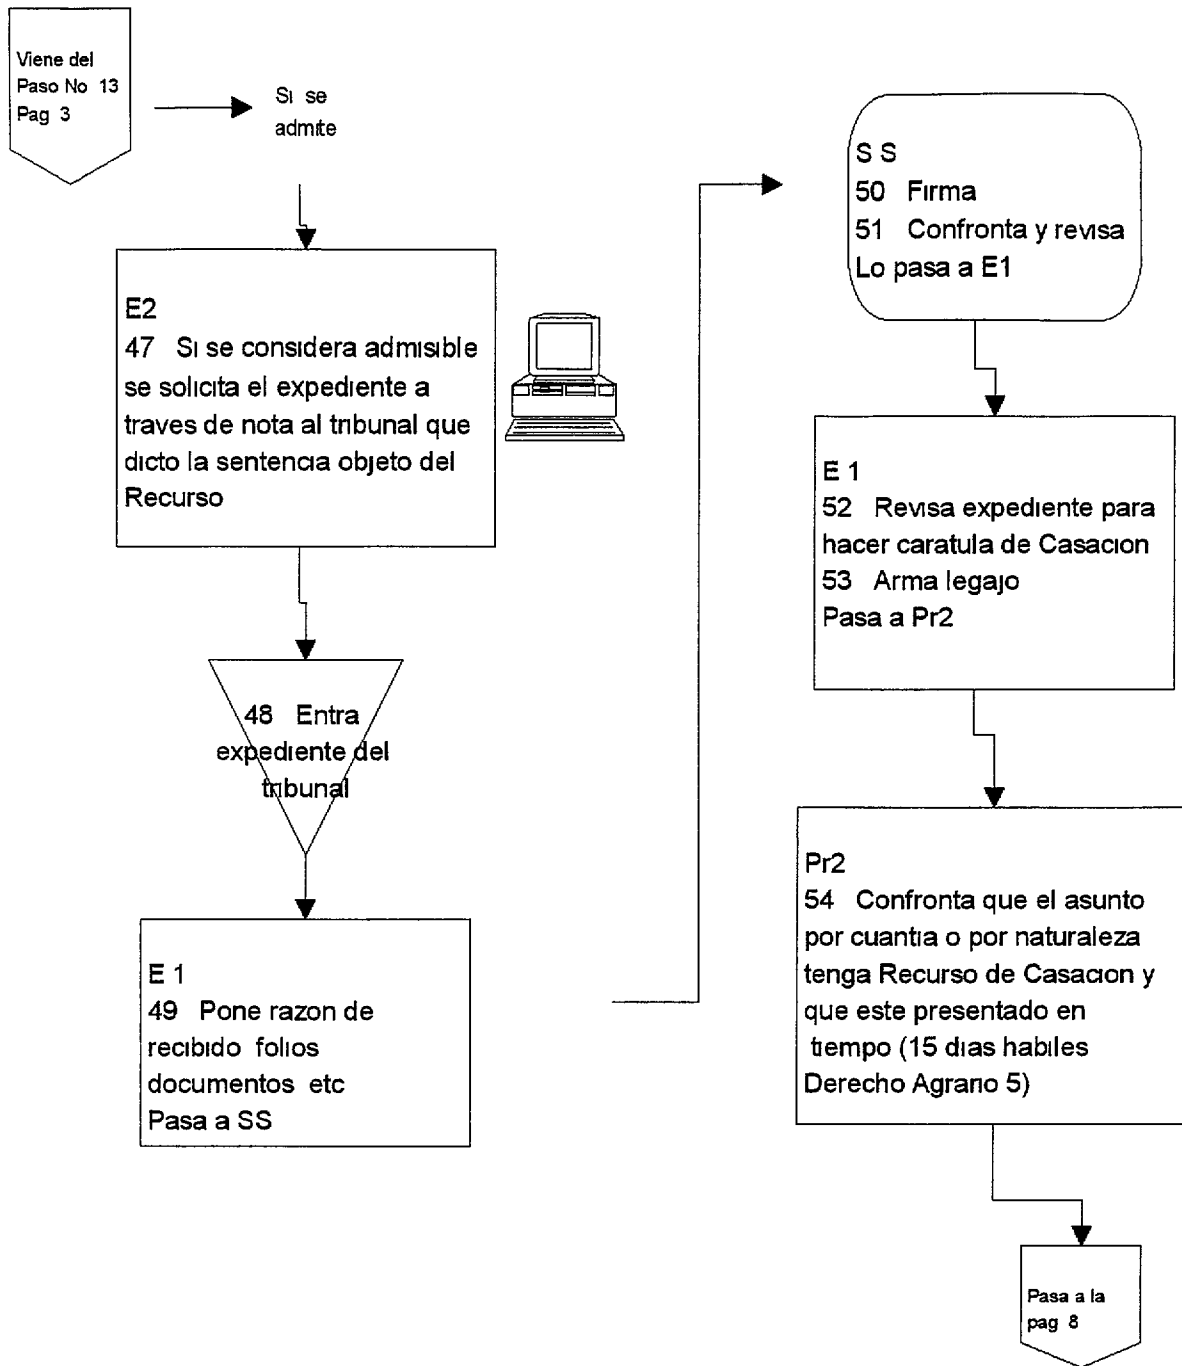 Viene del
Paso No 13
Pag 3
Si se
admite
E2
47 Si se considera admisible
se solicita el expediente a
traves de nota al tribunal que
dicto la sentencia objeto del
Recurso
48 Entra
expediente del
tribunal
E 1
49 Pone razon de
recibido folios
documentos etc
Pasa a SS
S S
50 Firma
51 Confronta y revisa
Lo pasa a E1
E 1
52 Revisa expediente para
hacer caratula de Casacion
53 Arma legajo
Pasa a Pr2
Pr2
54 Confronta que el asunto
por cuantia o por naturaleza
tenga Recurso de Casacion y
que este presentado en
tiempo (15 dias habiles
Derecho Agrario 5)
Pasa a la
pag 8